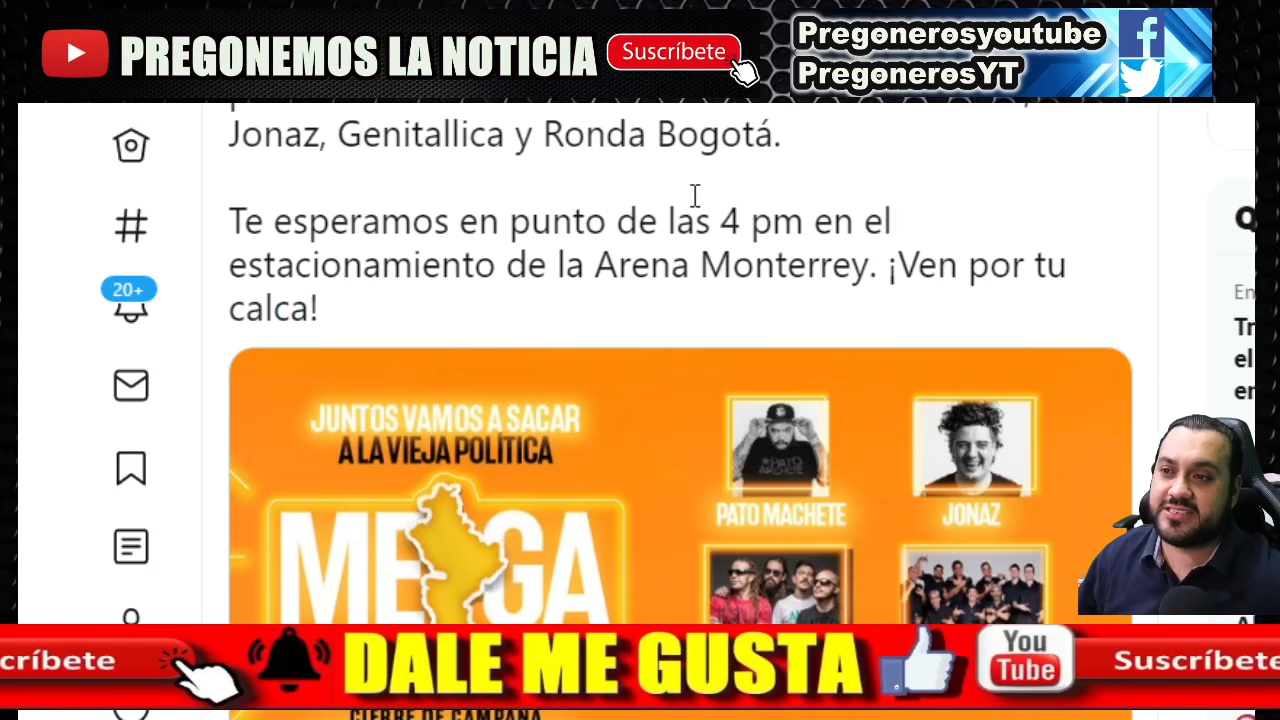 PREGONEMOS LA NOTICIA
Suscríbete
Pregonerosyoutube
PregonerosYT
Jonaz, Genitallica y Ronda Bogotá.
Te esperamos en punto de las 4 pm en el
estacionamiento de la Arena Monterrey. ¡Ven por tu
calca!
20+
JUNTOS VAMOS A SACAR
A LA VIEJA POLÍTICA
MEGA
PATO MACHETE
JONAZ
críbete
DALE ME GUSTA
You
Tube
Suscríbete
CIERRE DE CAMPAÑA